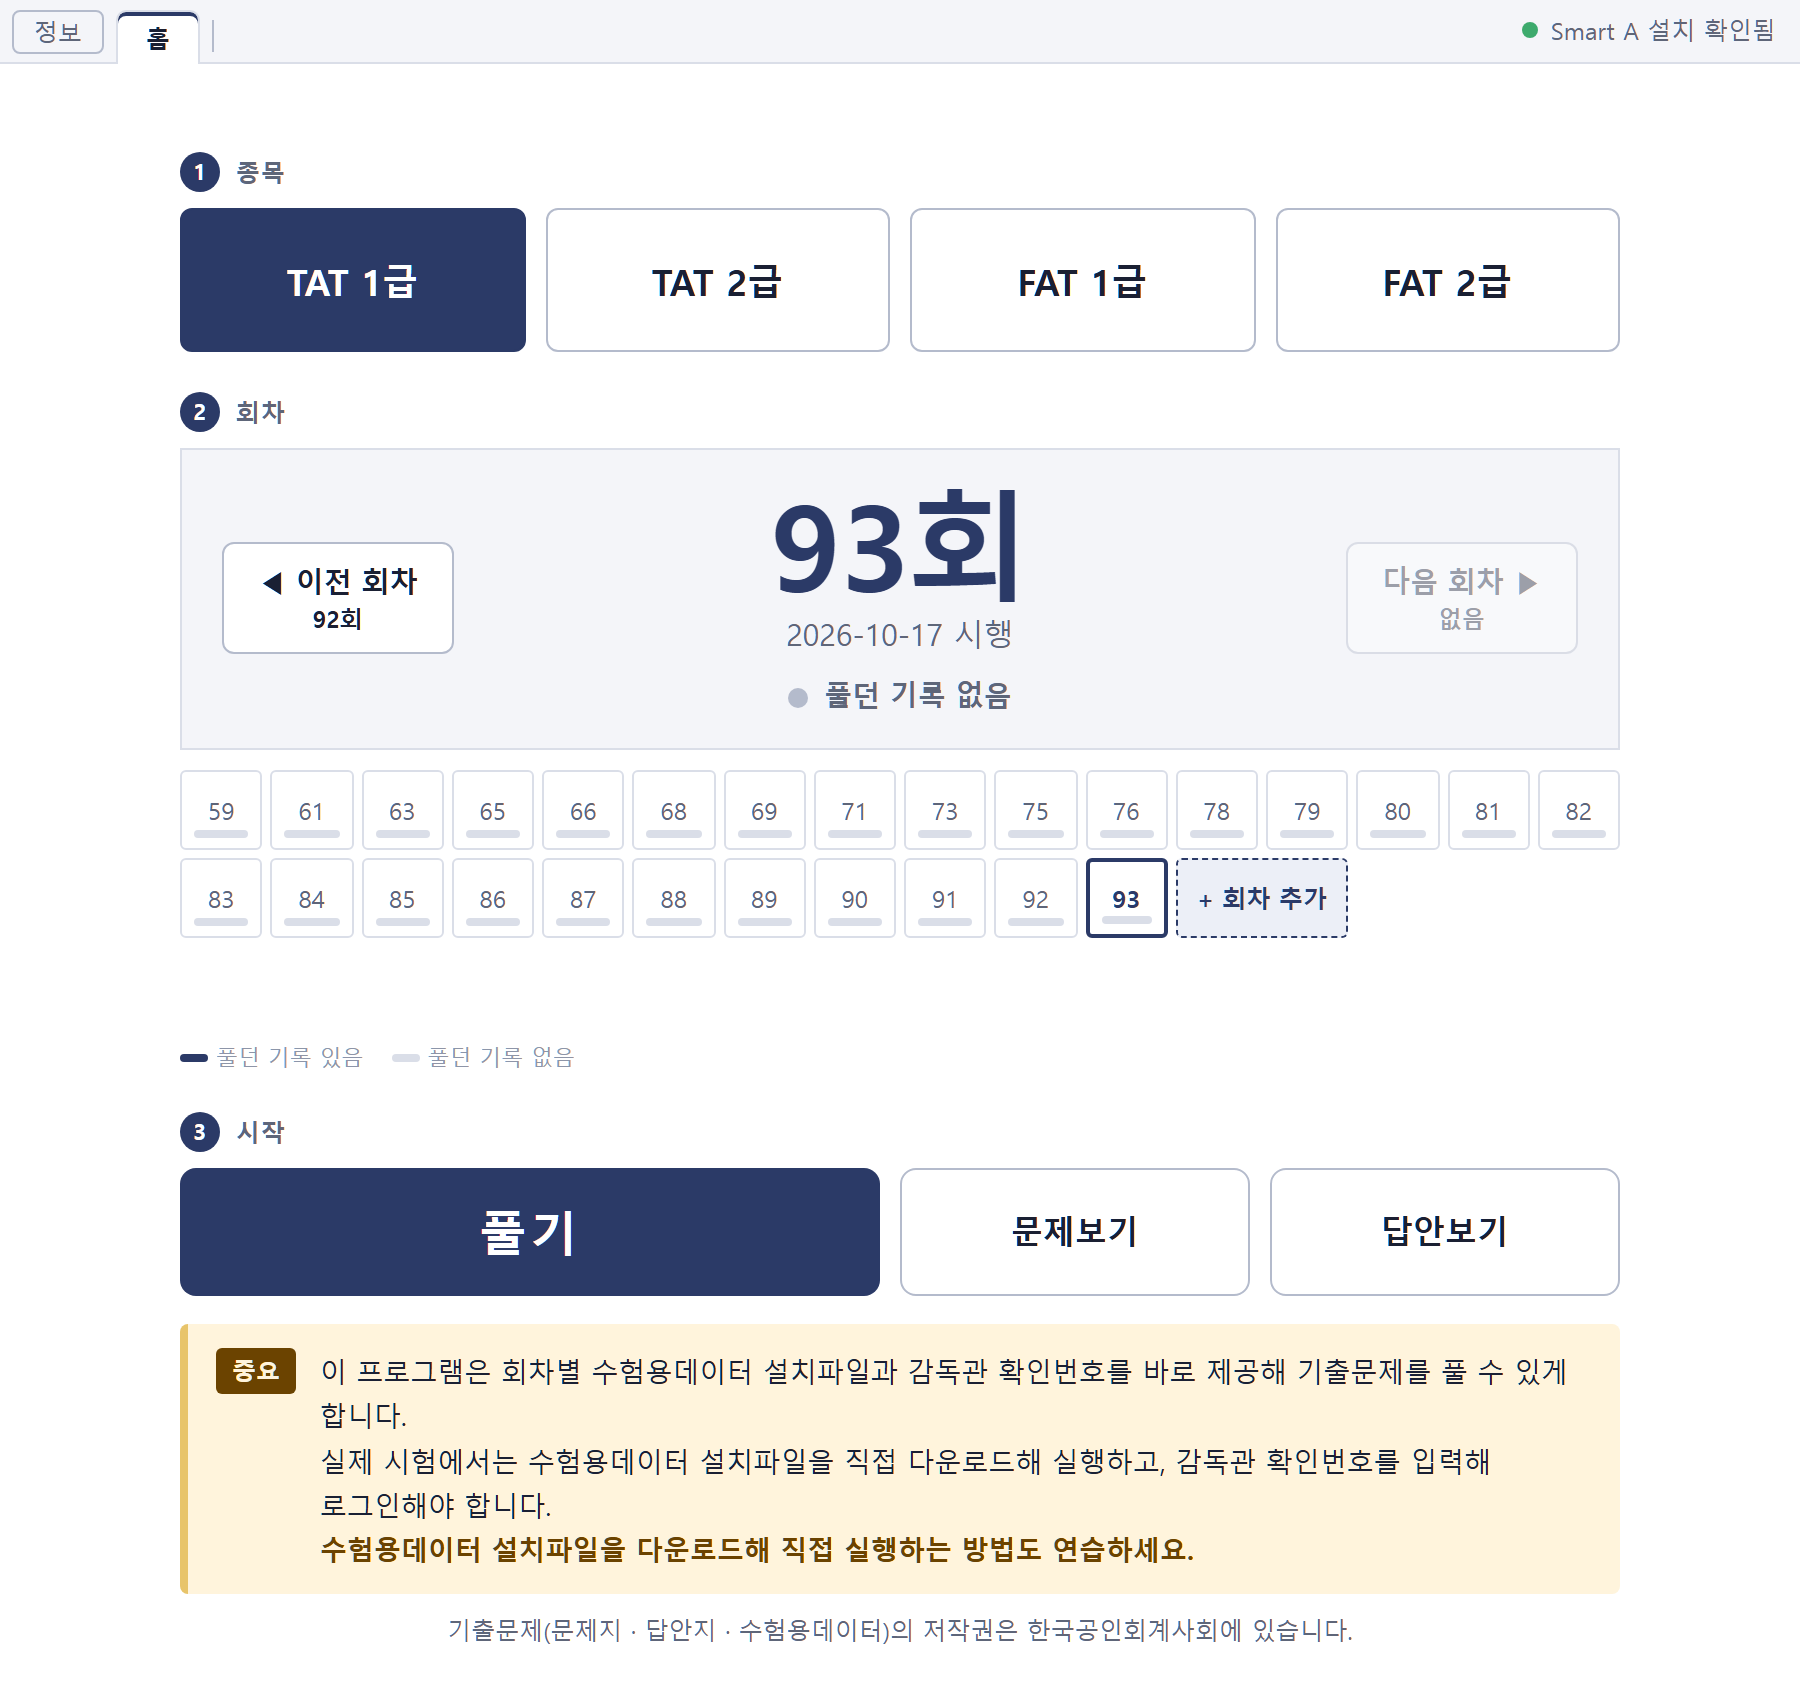 정보
홈
Smart A 설치 확인됨
1 종목
TAT 1급
TAT 2급
FAT 1급
FAT 2급
2 회차
◀ 이전 회차
92회
93회
2026-10-17 시행
풀던 기록 없음
다음 회차 ▶
없음
59 61 63 65 66 68 69 71 73 75 76 78 79 80 81 82
83 84 85 86 87 88 89 90 91 92 93 + 회차 추가
풀던 기록 있음 풀던 기록 없음
3 시작
풀기
문제보기
답안보기
중요
이 프로그램은 회차별 수험용데이터 설치파일과 감독관 확인번호를 바로 제공해 기출문제를 풀 수 있게
합니다.
실제 시험에서는 수험용데이터 설치파일을 직접 다운로드해 실행하고, 감독관 확인번호를 입력해
로그인해야 합니다.
수험용데이터 설치파일을 다운로드해 직접 실행하는 방법도 연습하세요.
기출문제(문제지 · 답안지 · 수험용데이터)의 저작권은 한국공인회계사회에 있습니다.